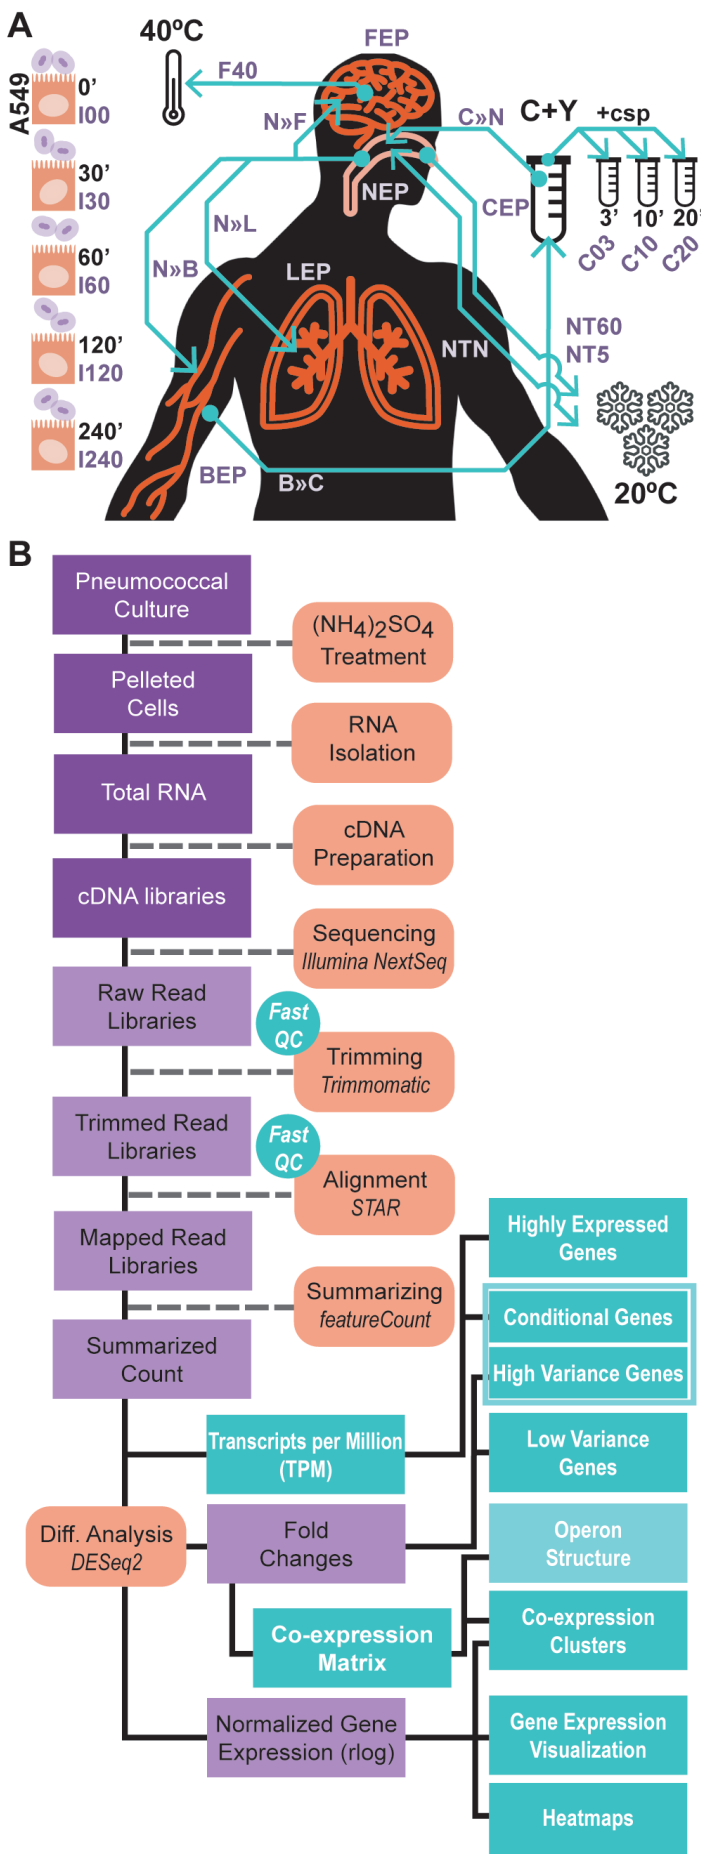 A
40ºC
FEP
A549
0’
I00
F40
N»F
C»N
C+Y
+csp
30’
I30
NEP
CEP
3’
10’
20’
C03
C10
C20
N»L
N»B
LEP
60’
I60
NTN
NT60
NT5
120’
I120
240’
I240
BEP
B»C
20ºC
B
Pneumococcal
Culture
(NH4)2SO4
Treatment
Pelleted
Cells
RNA
Isolation
Total RNA
cDNA
Preparation
cDNA libraries
Sequencing
Illumina NextSeq
Raw Read
Libraries
Fast
QC
Trimming
Trimmomatic
Trimmed Read
Libraries
Fast
QC
Alignment
STAR
Mapped Read
Libraries
Highly Expressed
Genes
Summarizing
featureCount
Conditional Genes
Summarized
Count
High Variance Genes
Transcripts per Million
(TPM)
Low Variance
Genes
Diff. Analysis
DESeq2
Fold
Changes
Operon
Structure
Co-expression
Matrix
Co-expression
Clusters
Normalized Gene
Expression (rlog)
Gene Expression
Visualization
Heatmaps